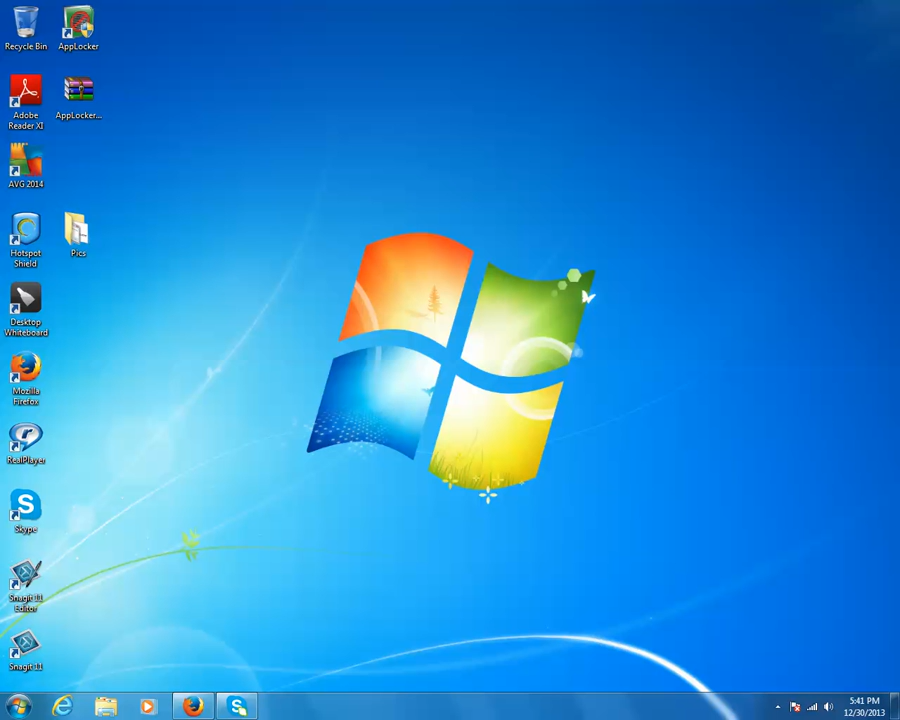 Recycle Bin
AppLocker
Adobe
Reader XI
AppLocker...
AVG 2014
Hotspot
Shield
Pics
Desktop
Whiteboard
Mozilla
Firefox
RealPlayer
Skype
Snagit 11
Editor
Snagit 11
5:41 PM
12/30/2013